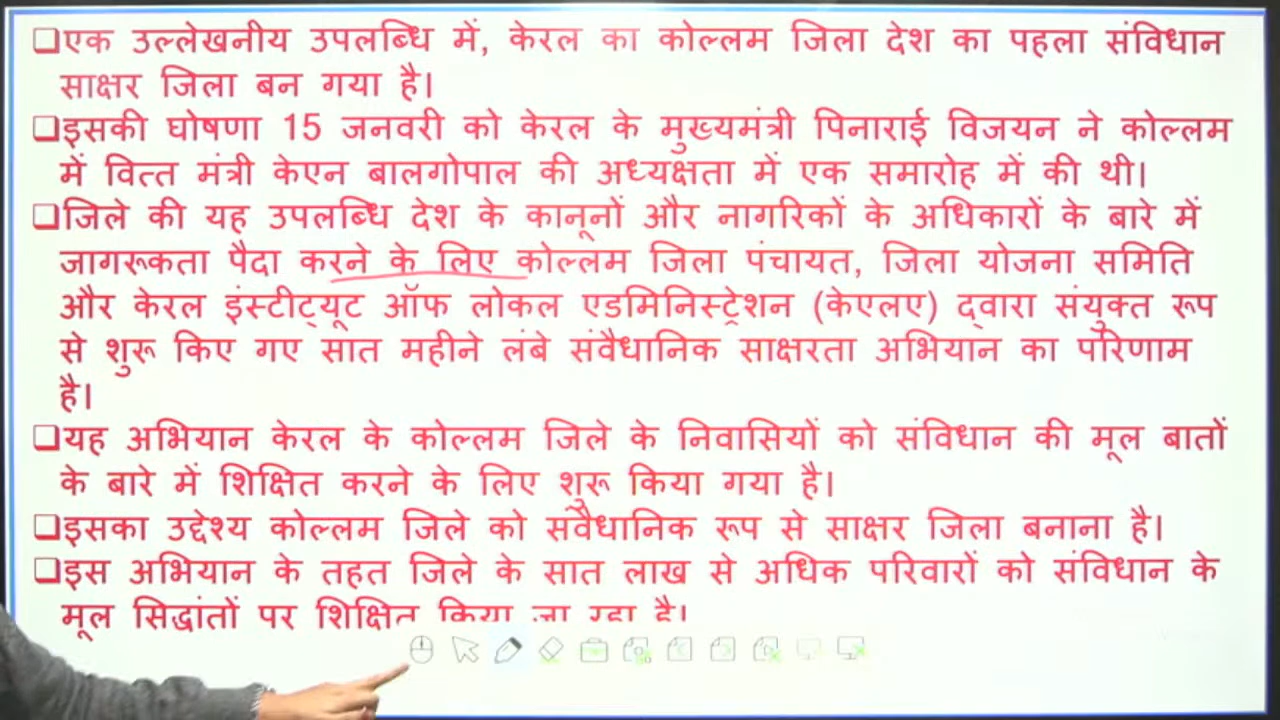 ❑एक उल्लेखनीय उपलब्धि में, केरल का कोल्लम जिला देश का पहला संविधान
साक्षर जिला बन गया है।
❑इसकी घोषणा 15 जनवरी को केरल के मुख्यमंत्री पिनाराई विजयन ने कोल्लम
में वित्त मंत्री केएन बालगोपाल की अध्यक्षता में एक समारोह में की थी।
❑जिले की यह उपलब्धि देश के कानूनों और नागरिकों के अधिकारों के बारे में
जागरूकता पैदा करने के लिए कोल्लम जिला पंचायत, जिला योजना समिति
और केरल इंस्टीट्यूट ऑफ लोकल एडमिनिस्ट्रेशन (केएलए) द्वारा संयुक्त रूप
से शुरू किए गए सात महीने लंबे संवैधानिक साक्षरता अभियान का परिणाम
है।
❑यह अभियान केरल के कोल्लम जिले के निवासियों को संविधान की मूल बातों
के बारे में शिक्षित करने के लिए शुरू किया गया है।
❑इसका उद्देश्य कोल्लम जिले को संवैधानिक रूप से साक्षर जिला बनाना है।
❑इस अभियान के तहत जिले के सात लाख से अधिक परिवारों को संविधान के
मूल सिद्धांतों पर शिक्षित किया जा रहा है।